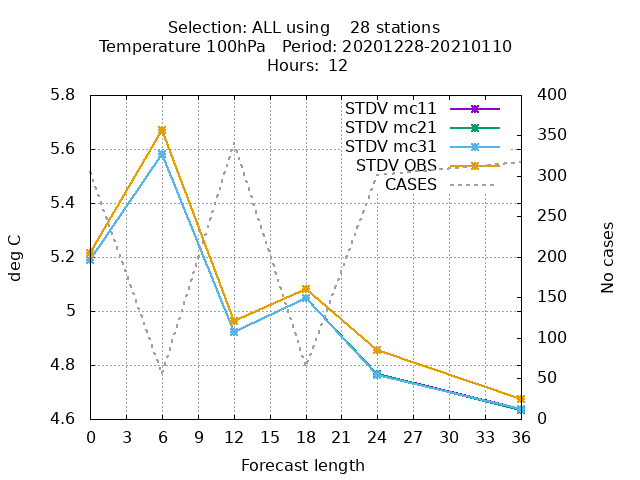 Selection: ALL using    28 stations
Temperature 100hPa   Period: 20201228-20210110
Hours:  12
5.8
5.6
5.4
5.2
5
4.8
4.6
deg C
400
350
300
250
200
150
100
50
0
No cases
STDV mc11
STDV mc21
STDV mc31
STDV OBS
CASES
0 3 6 9 12 15 18 21 24 27 30 33 36
Forecast length